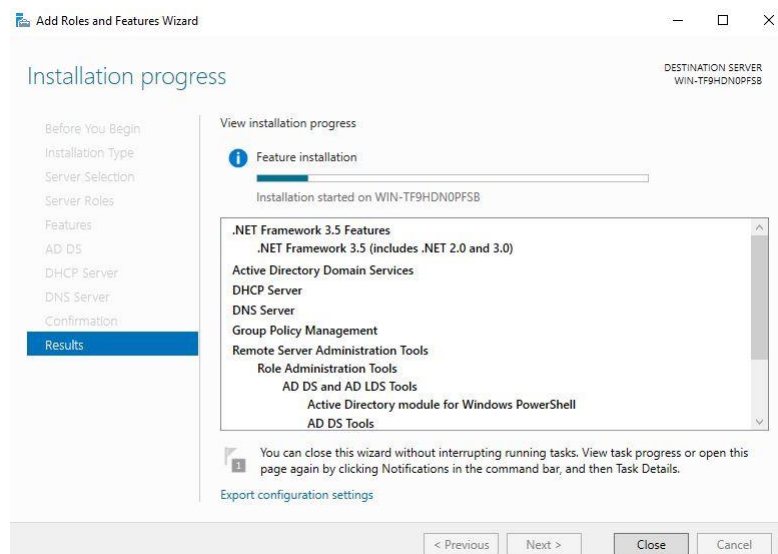 Add Roles and Features Wizard
Installation progress
DESTINATION SERVER
WIN-TF9HDN0PFSB
Before You Begin
Installation Type
Server Selection
Server Roles
Features
AD DS
DHCP Server
DNS Server
Confirmation
Results
View installation progress
Feature installation
Installation started on WIN-TF9HDN0PFSB
.NET Framework 3.5 Features
.NET Framework 3.5 (includes .NET 2.0 and 3.0)
Active Directory Domain Services
DHCP Server
DNS Server
Group Policy Management
Remote Server Administration Tools
Role Administration Tools
AD DS and AD LDS Tools
Active Directory module for Windows PowerShell
AD DS Tools
1
You can close this wizard without interrupting running tasks. View task progress or open this
page again by clicking Notifications in the command bar, and then Task Details.
Export configuration settings
< Previous
Next >
Close
Cancel